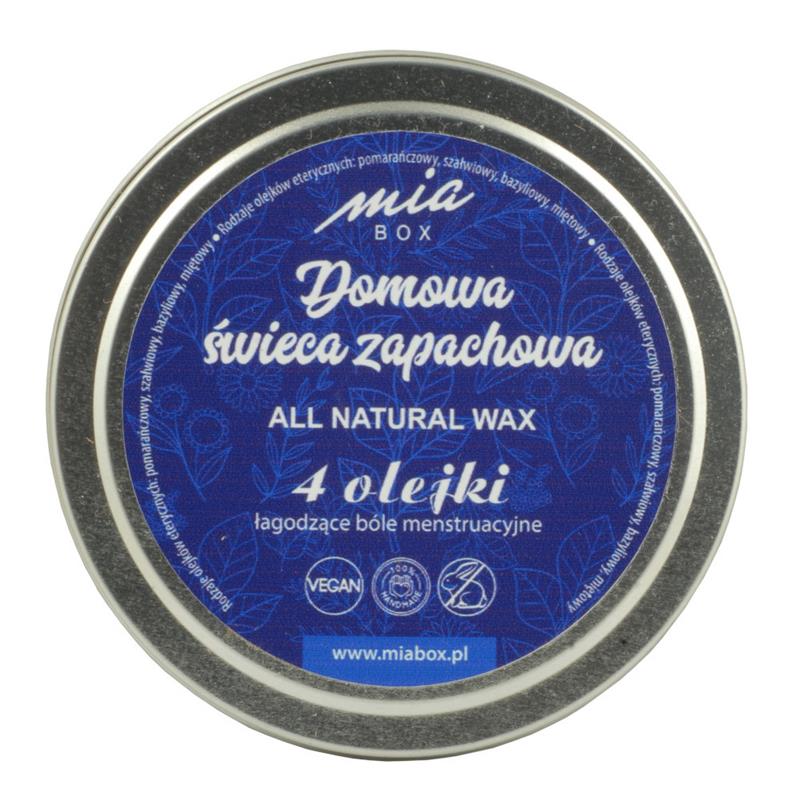 Rodzaje olejków eterycznych: pomarańczowy, szałwiowy, bazyliowy, miętowy • Rodzaje olejków eterycznych: pomarańczowy, szałwiowy, bazyliowy, miętowy • Rodzaje olejków eterycznych: pomarańczowy, szałwiowy, bazyliowy, miętowy
mia
BOX
Domowa
świeca zapachowa
ALL NATURAL WAX
4 olejki
łagodzące bóle menstruacyjne
VEGAN
100%
HANDMADE
www.miabox.pl